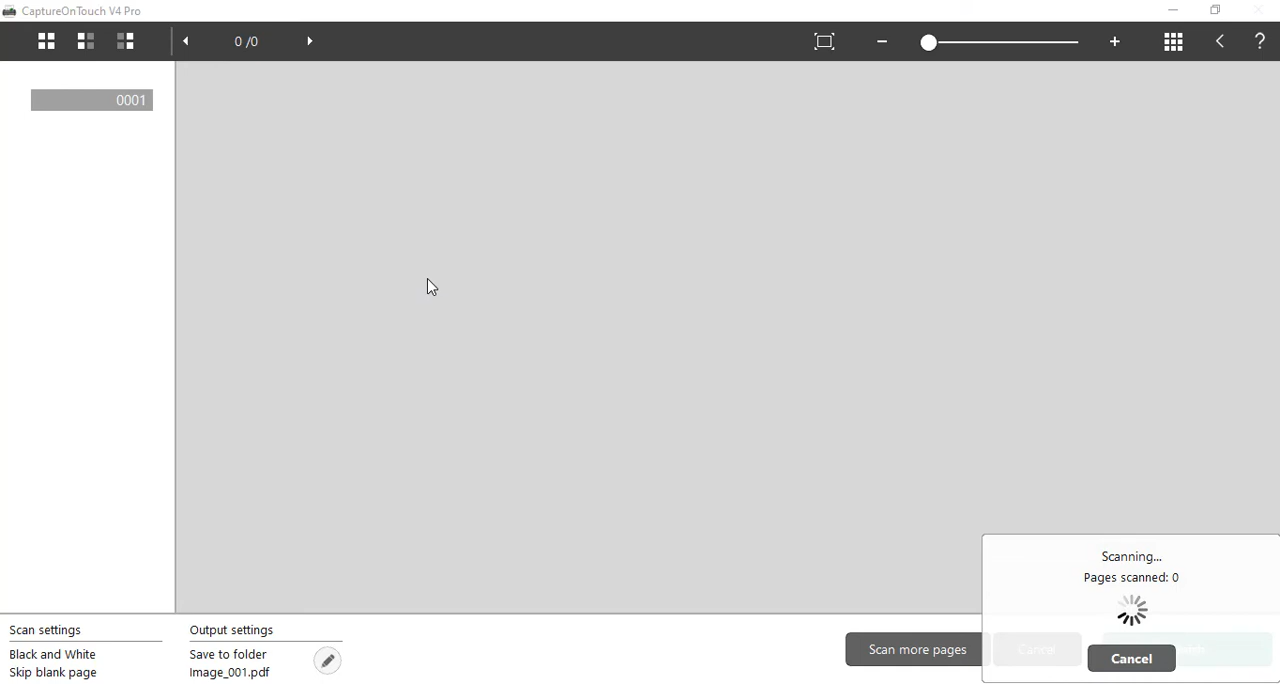 CaptureOnTouch V4 Pro
0 /0
?
0001
Scanning...
Pages scanned: 0
Cancel
Scan settings
Black and White
Skip blank page
Output settings
Save to folder
Image_001.pdf
Scan more pages
Cancel